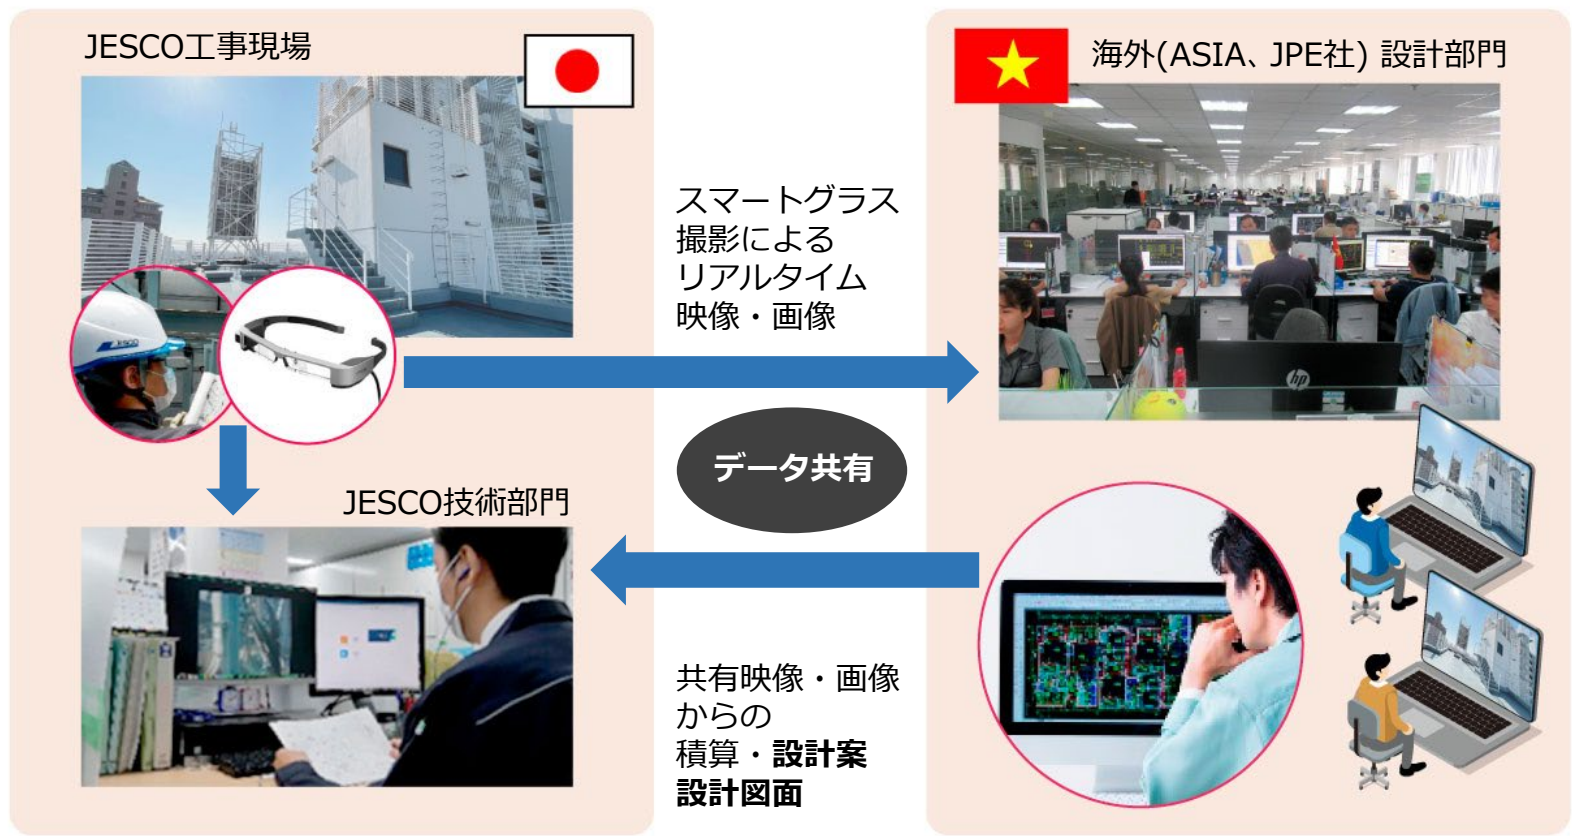 JESCO工事現場
海外(ASIA、JPE社) 設計部門
スマートグラス
撮影による
リアルタイム
映像・画像
JESCO
hp
データ共有
JESCO技術部門
共有映像・画像
からの
積算・設計案
設計図面